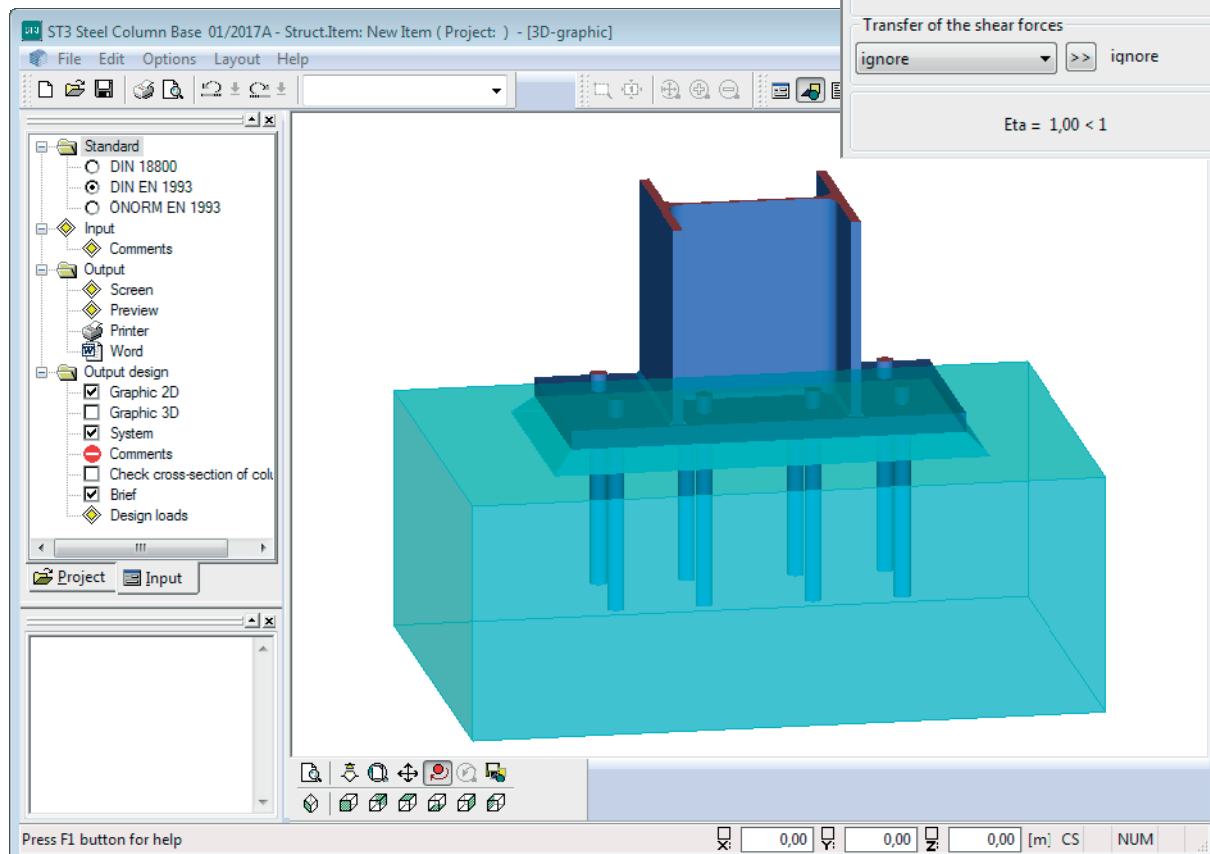 ST3 Steel Column Base 01/2017A - Struct.Item: New Item ( Project: ) - [3D-graphic]
File Edit Options Layout Help
Transfer of the shear forces
ignore >> ignore
Eta = 1,00 < 1
Standard
DIN 18800
DIN EN 1993
ÖNORM EN 1993
Input
Comments
Output
Screen
Preview
Printer
Word
Output design
Graphic 2D
Graphic 3D
System
Comments
Check cross-section of colu
Brief
Design loads
Project Input
Press F1 button for help
X: 0,00 Y: 0,00 Z: 0,00 [m] CS NUM